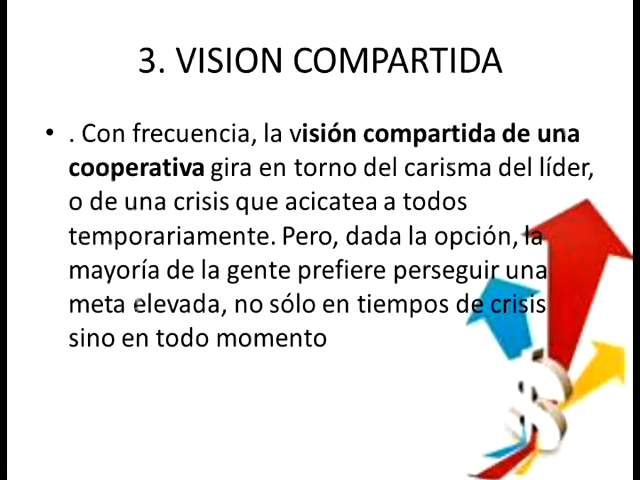 3. VISION COMPARTIDA
• . Con frecuencia, la visión compartida de una
cooperativa gira en torno del carisma del líder,
o de una crisis que acicatea a todos
temporariamente. Pero, dada la opción, la
mayoría de la gente prefiere perseguir una
meta elevada, no sólo en tiempos de crisis
sino en todo momento